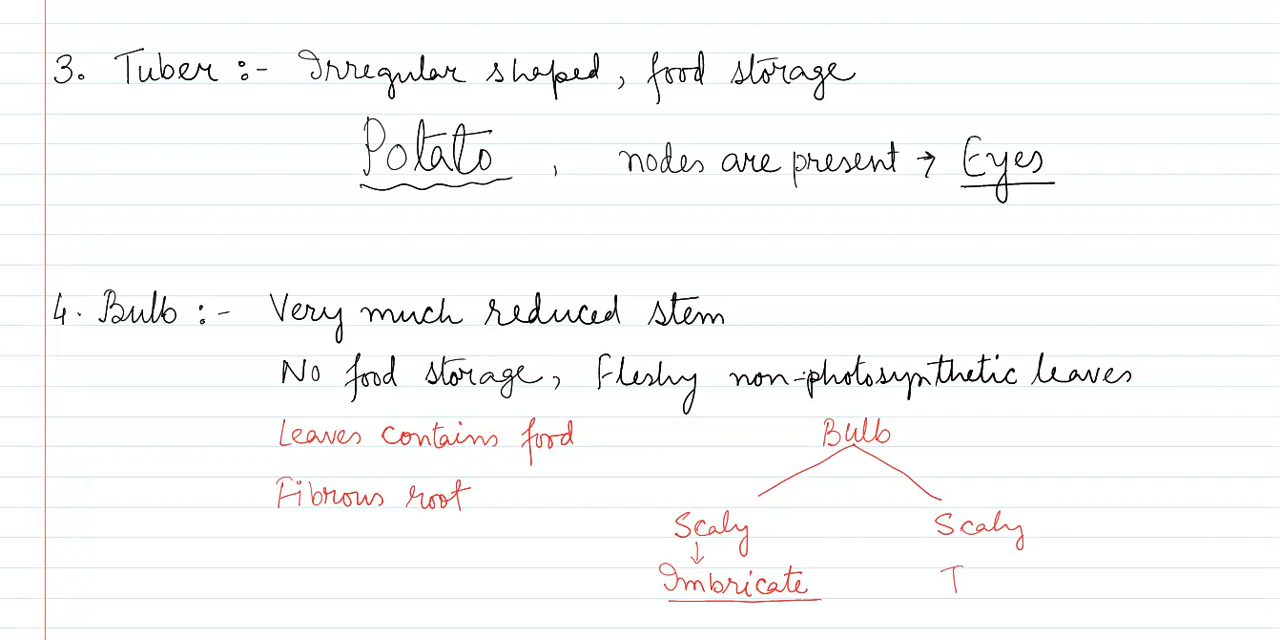 3. Tuber :- Irregular shaped, food storage
Potato, nodes are present → Eyes
4. Bulb :- Very much reduced stem
No food storage, Fleshy non-photosynthetic leaves
Leaves contains food
Bulb
Fibrous root
Scaly Scaly
↓
Imbricate T